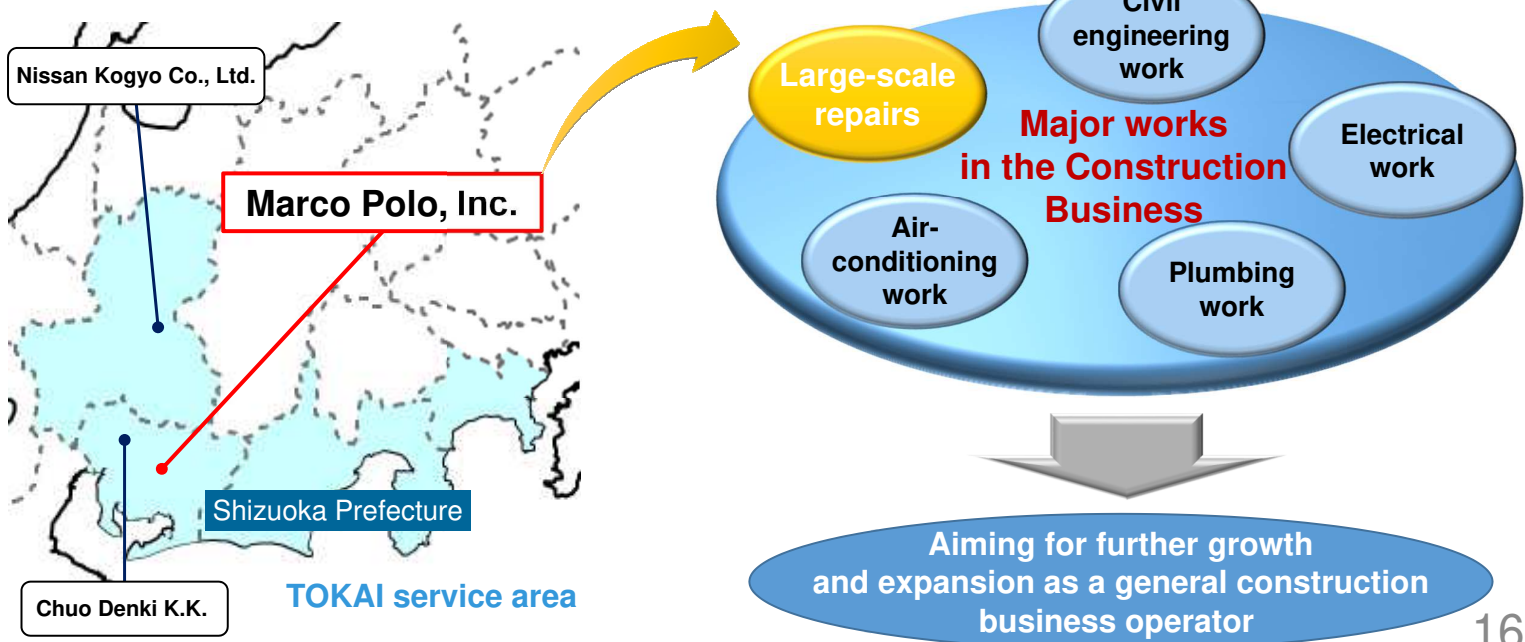 Nissan Kogyo Co., Ltd.
Marco Polo, Inc.
Shizuoka Prefecture
Chuo Denki K.K.
TOKAI service area
Large-scale
repairs
Civil
engineering
work
Major works
in the Construction
Business
Electrical
work
Air-
conditioning
work
Plumbing
work
Aiming for further growth
and expansion as a general construction
business operator
16